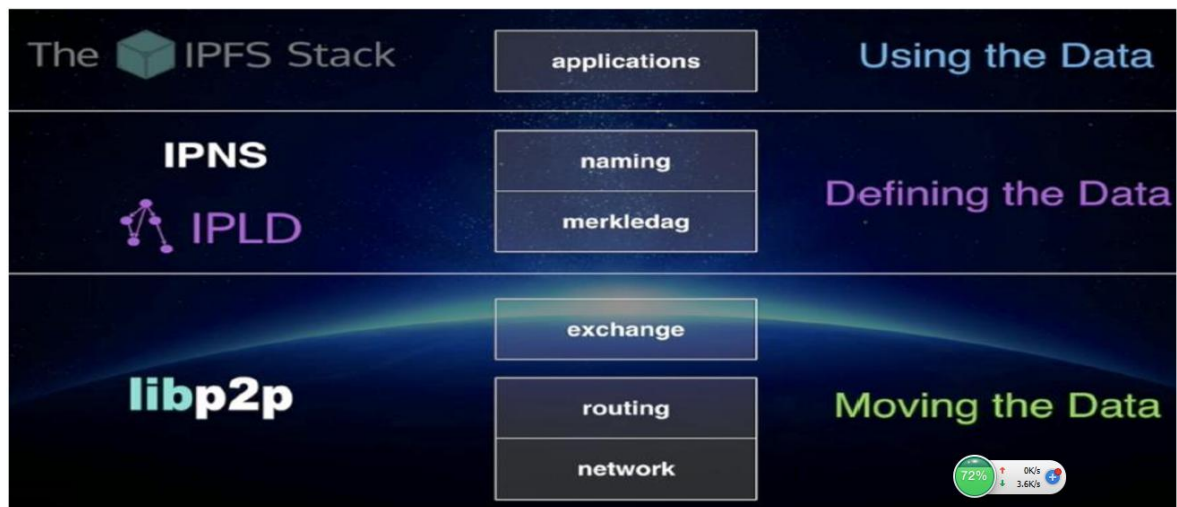 The IPFS Stack
applications
Using the Data
IPNS
naming
Defining the Data
IPLD
merkledag
exchange
libp2p
routing
Moving the Data
network
72%
0K/s
3.6K/s